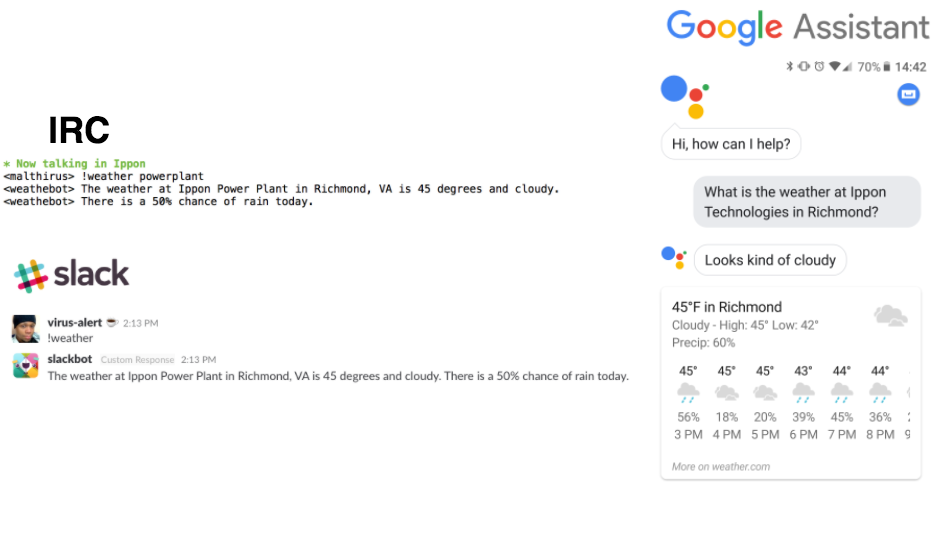 IRC
* Now talking in Ippon
<malthirus> !weather powerplant
<weathebot> The weather at Ippon Power Plant in Richmond, VA is 45 degrees and cloudy.
<weathebot> There is a 50% chance of rain today.
slack
virus-alert 2:13 PM
!weather
slackbot Custom Response 2:13 PM
The weather at Ippon Power Plant in Richmond, VA is 45 degrees and cloudy. There is a 50% chance of rain today.
Google Assistant
70% 14:42
Hi, how can I help?
What is the weather at Ippon
Technologies in Richmond?
Looks kind of cloudy
45°F in Richmond
Cloudy - High: 45° Low: 42°
Precip: 60%
45° 45° 45° 43° 44° 44°
56% 18% 20% 39% 45% 36%
3 PM 4 PM 5 PM 6 PM 7 PM 8 PM 9
More on weather.com